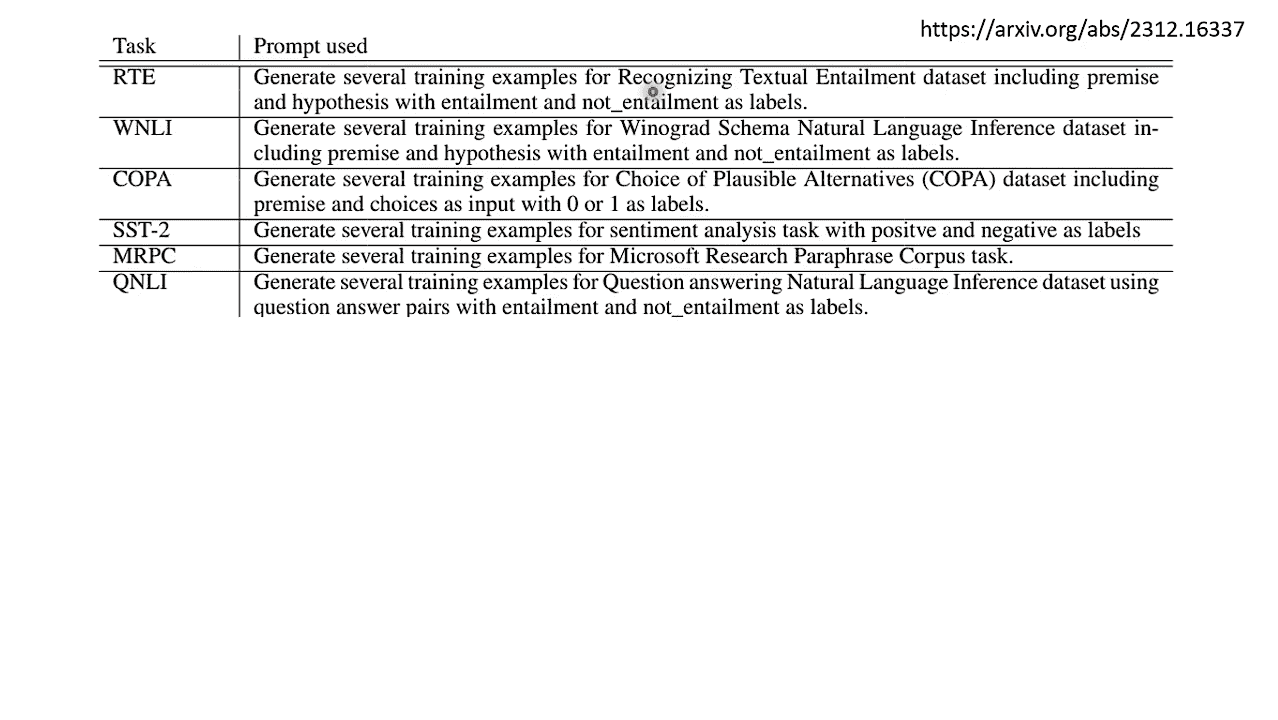 https://arxiv.org/abs/2312.16337
Task Prompt used
RTE Generate several training examples for Recognizing Textual Entailment dataset including premise
and hypothesis with entailment and not_entailment as labels.
WNLI Generate several training examples for Winograd Schema Natural Language Inference dataset in-
cluding premise and hypothesis with entailment and not_entailment as labels.
COPA Generate several training examples for Choice of Plausible Alternatives (COPA) dataset including
premise and choices as input with 0 or 1 as labels.
SST-2 Generate several training examples for sentiment analysis task with positve and negative as labels
MRPC Generate several training examples for Microsoft Research Paraphrase Corpus task.
QNLI Generate several training examples for Question answering Natural Language Inference dataset using
question answer pairs with entailment and not_entailment as labels.